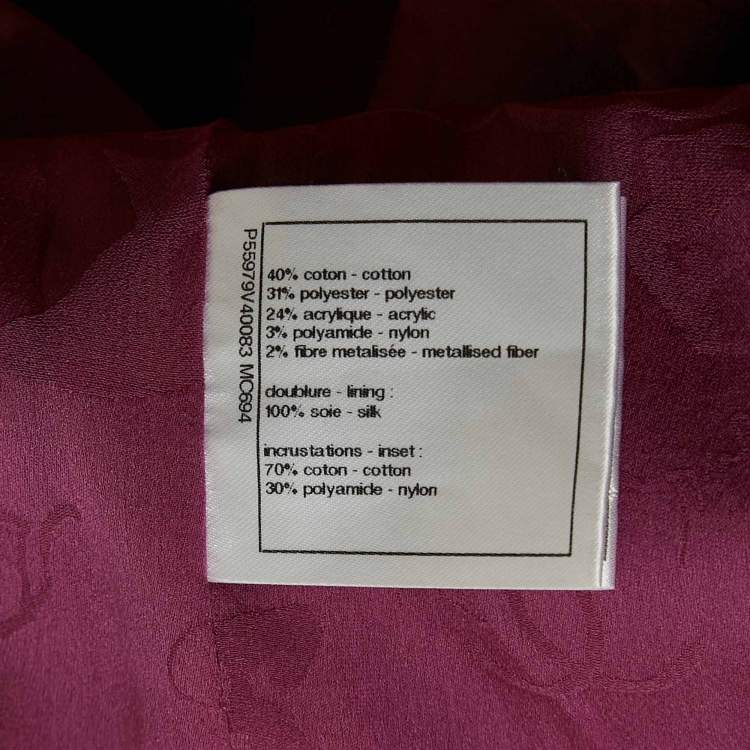 P55979V40083 MC694
40% coton - cotton
31% polyester - polyester
24% acrylique - acrylic
3% polyamide - nylon
2% fibre metalisée - metallised fiber
doublure - lining :
100% soie - silk
incrustations - inset :
70% coton - cotton
30% polyamide - nylon